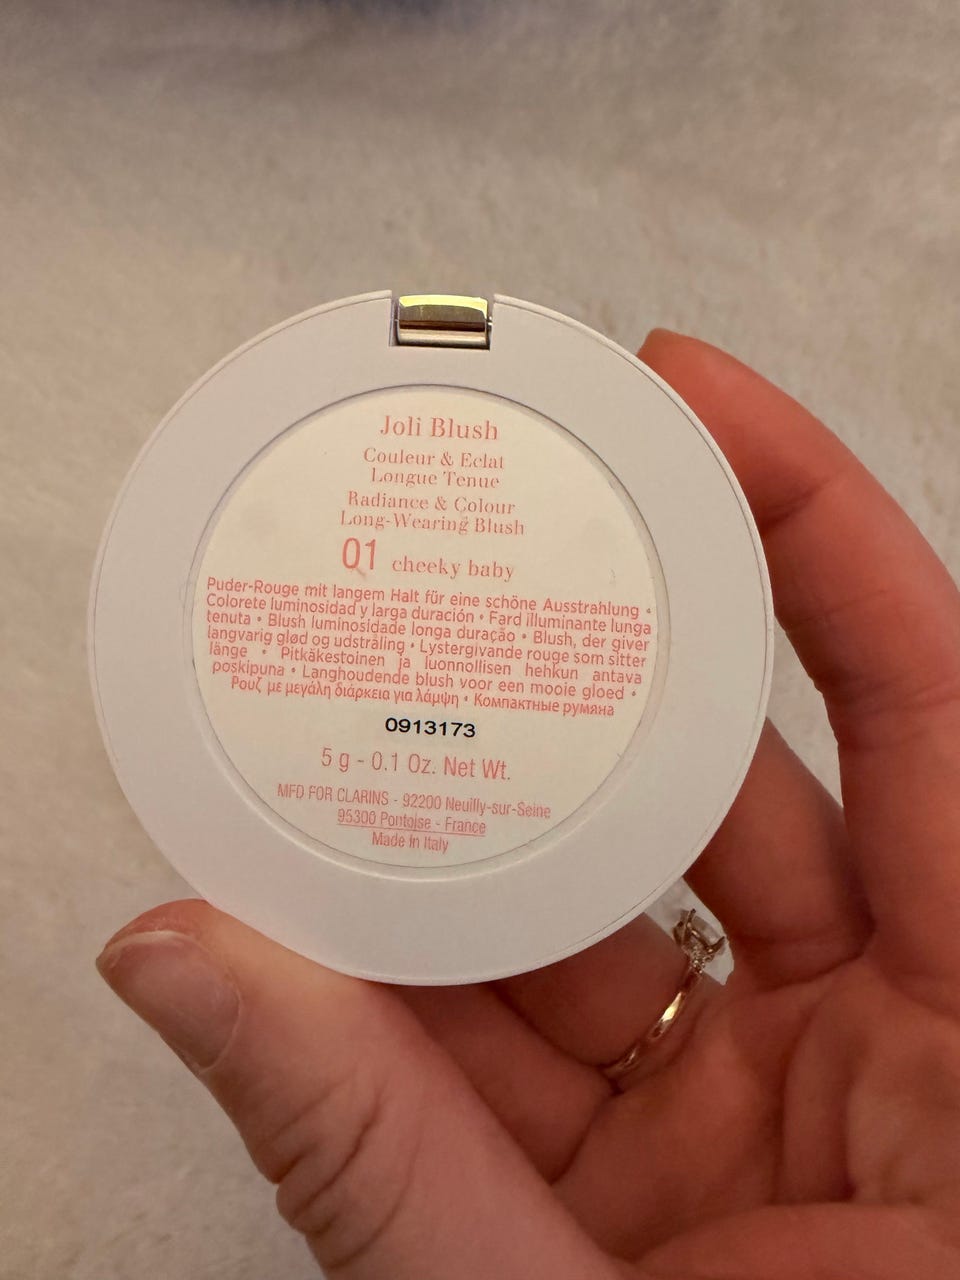 Joli Blush
Couleur & Eclat
Longue Tenue
Radiance & Colour
Long-Wearing Blush
01 cheeky baby
Puder-Rouge mit langem Halt für eine schöne Ausstrahlung •
Colorete luminosidad y larga duración • Fard illuminante lunga
tenuta • Blush luminosidade longa duração • Blush, der giver
langvarig glød og udstråling • Lystergivande rouge som sitter
länge • Pitkäkestoinen ja luonnollisen hehkun antava
poskipuna • Langhoudende blush voor een mooie gloed •
Ρουζ με μεγάλη διάρκεια για λάμψη • Компактные румяна
0913173
5 g - 0.1 Oz. Net Wt.
MFD FOR CLARINS - 92200 Neuilly-sur-Seine
95300 Pontoise - France
Made in Italy